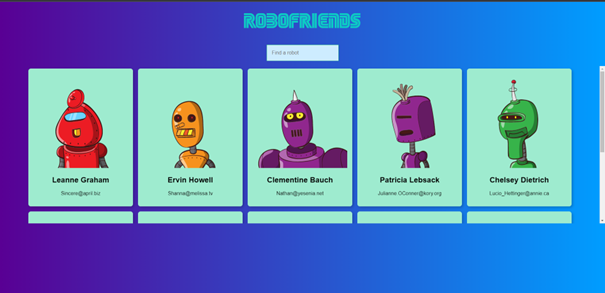 ROBOFRIENDS
Find a robot
Leanne Graham
Ervin Howell
Clementine Bauch
Patricia Lebsack
Chelsey Dietrich
Sincere@april.biz
Shanna@melissa.tv
Nathan@yesenia.net
Julianne.OConner@kory.org
Lucio_Hettinger@annie.ca